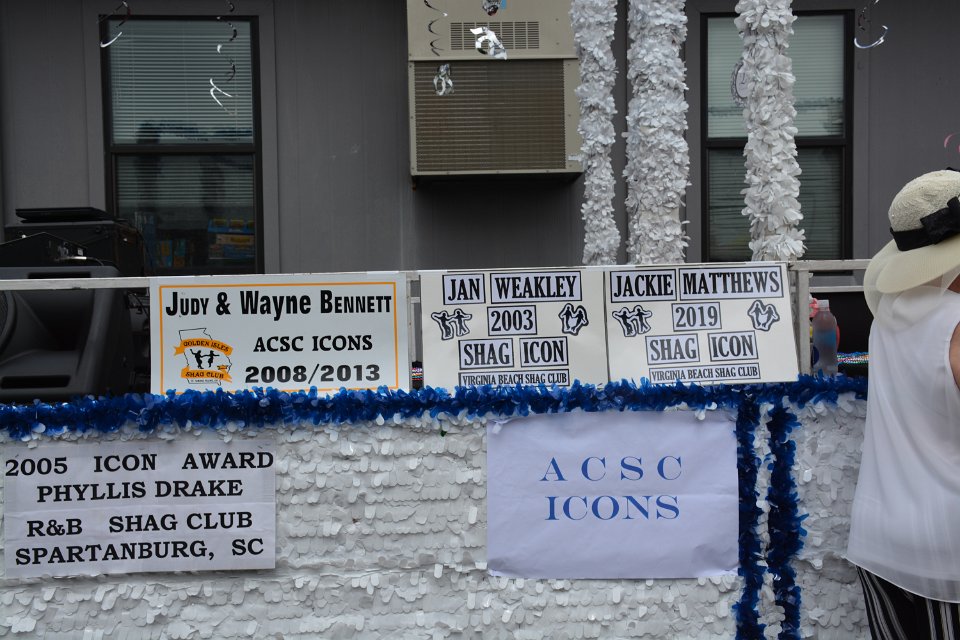 Judy & Wayne Bennett
GOLDEN ISLES
SHAG CLUB
ACSC ICONS
2008/2013
JAN WEAKLEY
2003
SHAG ICON
VIRGINIA BEACH SHAG CLUB
JACKIE MATTHEWS
2019
SHAG ICON
VIRGINIA BEACH SHAG CLUB
2005 ICON AWARD
PHYLLIS DRAKE
R&B SHAG CLUB
SPARTANBURG, SC
ACSC
ICONS